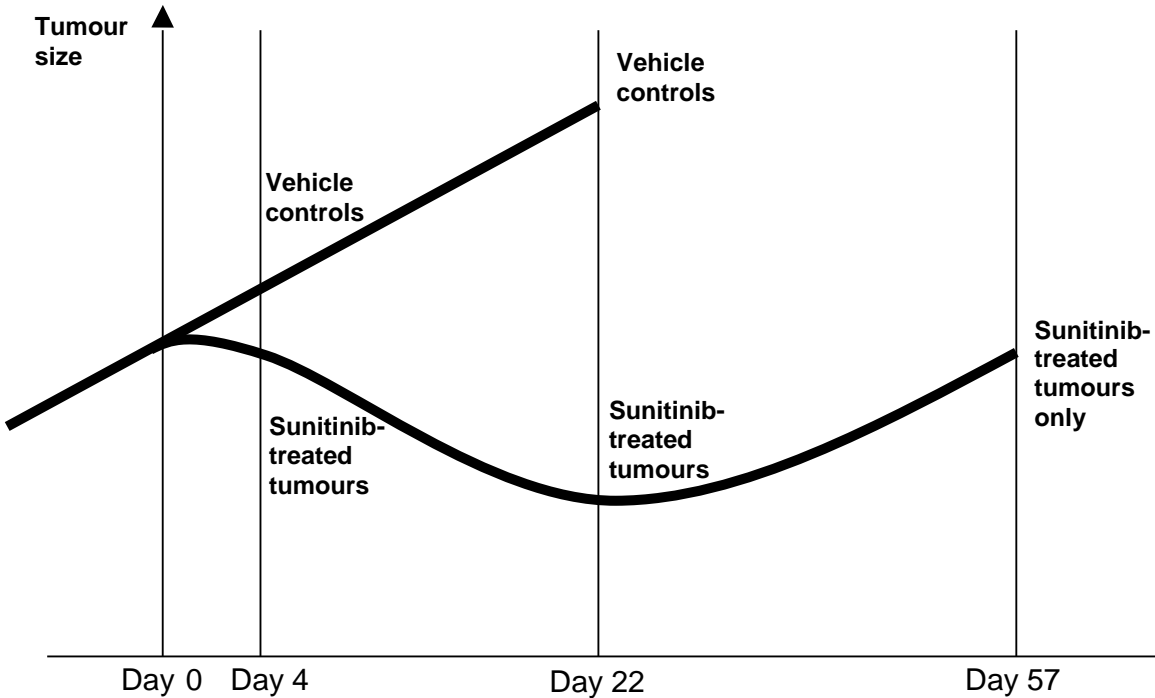 Tumour
size
Vehicle
controls
Vehicle
controls
Sunitinib-
treated
tumours
Sunitinib-
treated
tumours
Sunitinib-
treated
tumours
only
Day 0 Day 4 Day 22 Day 57